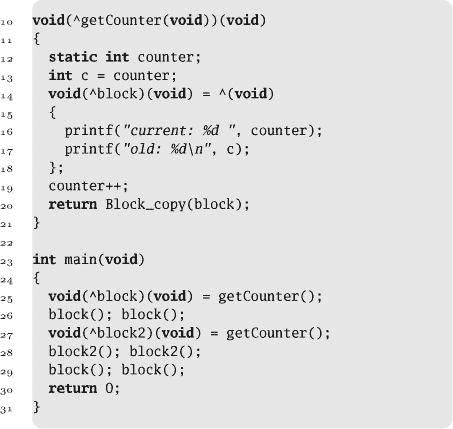 10 void(^getCounter(void))(void)
11 {
12   static int counter;
13   int c = counter;
14   void(^block)(void) = ^(void)
15   {
16     printf("current: %d ", counter);
17     printf("old: %d\n", c);
18   };
19   counter++;
20   return Block_copy(block);
21 }
22
23 int main(void)
24 {
25   void(^block)(void) = getCounter();
26   block(); block();
27   void(^block2)(void) = getCounter();
28   block2(); block2();
29   block(); block();
30   return 0;
31 }